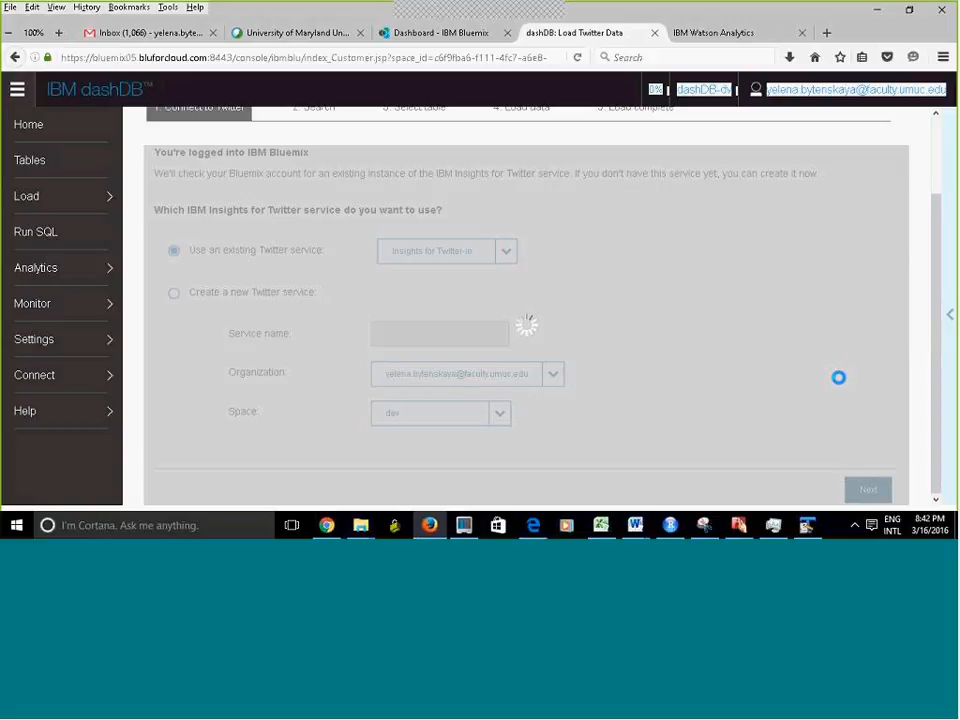 File Edit View History Bookmarks Tools Help
100% Inbox (1,066) - yelena.byte... University of Maryland Un... Dashboard - IBM Bluemix dashDB: Load Twitter Data IBM Watson Analytics
https://bluemix05.bluforcloud.com:8443/console/ibmblu/index_Customer.jsp?space_id=c6f9fba6-f111-4fc7-a6e8- Search
IBM dashDB™ 0% dashDB-dv yelena.bytenskaya@faculty.umuc.edu
1. Connect to Twitter 2. Search 3. Select table 4. Load data 5. Load complete
Home
Tables
Load
Run SQL
Analytics
Monitor
Settings
Connect
Help
You're logged into IBM Bluemix
We'll check your Bluemix account for an existing instance of the IBM Insights for Twitter service. If you don't have this service yet, you can create it now.
Which IBM Insights for Twitter service do you want to use?
Use an existing Twitter service: Insights for Twitter-ie
Create a new Twitter service:
Service name:
Organization: yelena.bytenskaya@faculty.umuc.edu
Space: dev
Next
I'm Cortana. Ask me anything.
ENG
INTL
8:42 PM
3/16/2016